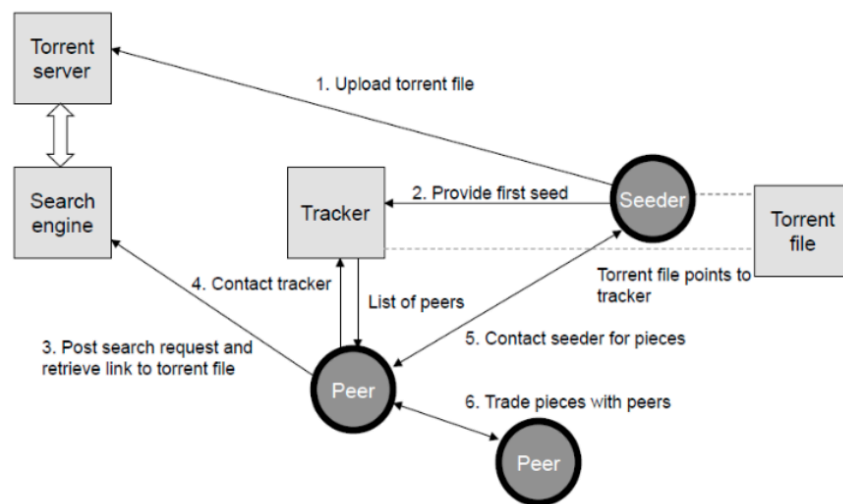 Torrent
server
1. Upload torrent file
Search
engine
Tracker
2. Provide first seed
Seeder
Torrent
file
4. Contact tracker
List of peers
Torrent file points to
tracker
3. Post search request and
retrieve link to torrent file
5. Contact seeder for pieces
Peer
6. Trade pieces with peers
Peer